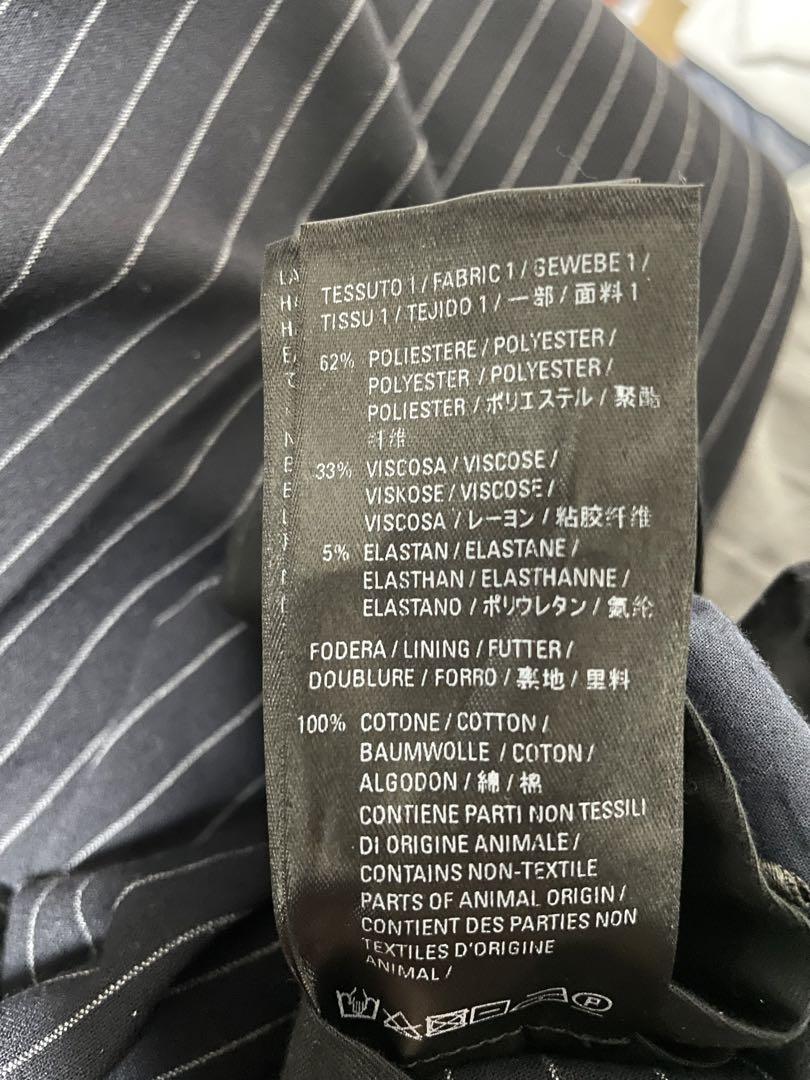 TESSUTO 1 / FABRIC 1 / GEWEBE 1 /
TISSU 1 / TEJIDO 1 / 一部 / 面料 1
62% POLIESTERE / POLYESTER /
POLYESTER / POLYESTER /
POLIESTER / ポリエステル / 聚酯
纤维
33% VISCOSA / VISCOSE /
VISKOSE / VISCOSE /
VISCOSA / レーヨン / 粘胶纤维
5% ELASTAN / ELASTANE /
ELASTHAN / ELASTHANNE /
ELASTANO / ポリウレタン / 氨纶
FODERA / LINING / FUTTER /
DOUBLURE / FORRO / 裏地 / 里料
100% COTONE / COTTON /
BAUMWOLLE / COTON /
ALGODON / 綿 / 棉
CONTIENE PARTI NON TESSILI
DI ORIGINE ANIMALE /
CONTAINS NON-TEXTILE
PARTS OF ANIMAL ORIGIN /
CONTIENT DES PARTIES NON
TEXTILES D'ORIGINE
ANIMAL /
P